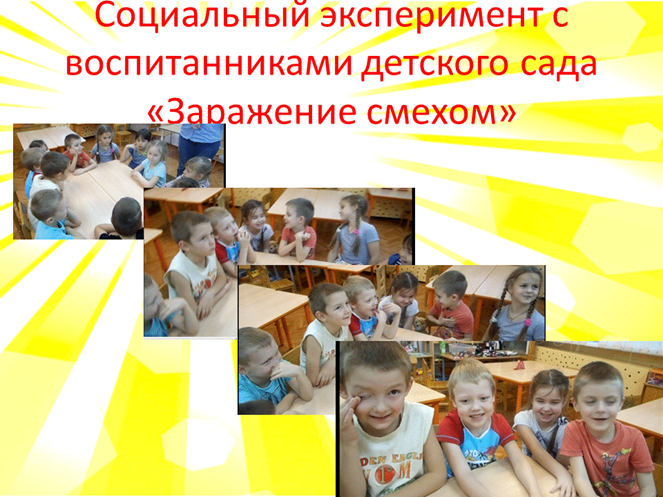 Социальный эксперимент с
воспитанниками детского сада
«Заражение смехом»